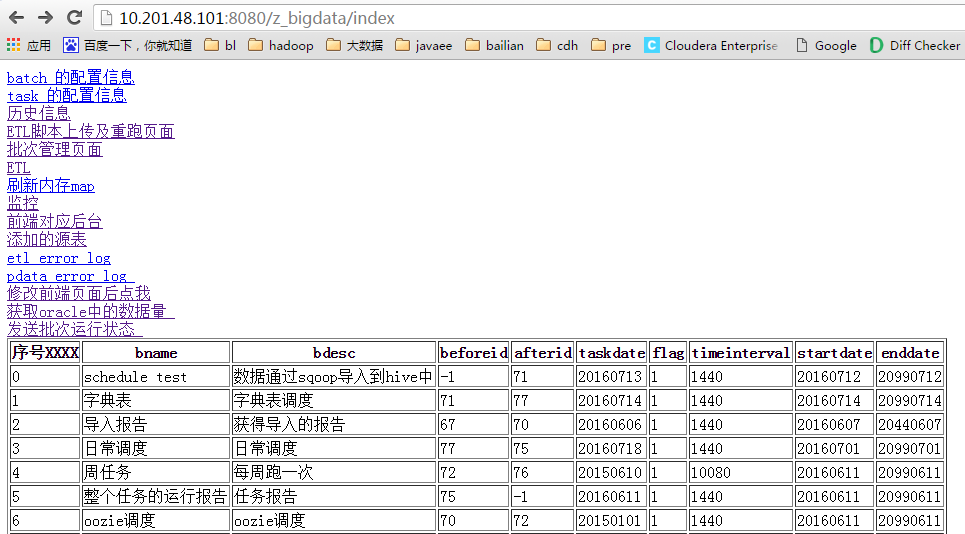 10.201.48.101:8080/z_bigdata/index
应用 百度一下，你就知道 bl hadoop 大数据 javaee bailian cdh pre Cloudera Enterprise Google Diff Checker
batch 的配置信息
task 的配置信息
历史信息
ETL脚本上传及重跑页面
批次管理页面
ETL
刷新内存map
监控
前端对应后台
添加的源表
etl error log
pdata error log
修改前端页面后点我
获取oracle中的数据量
发送批次运行状态
序号XXXX bname bdesc beforeid afterid taskdate flag timeinterval startdate enddate
0 schedule test 数据通过sqoop导入到hive中 -1 71 20160713 1 1440 20160712 20990712
1 字典表 字典表调度 71 77 20160714 1 1440 20160714 20990714
2 导入报告 获得导入的报告 67 70 20160606 1 1440 20160607 20440607
3 日常调度 日常调度 77 75 20160718 1 1440 20160701 20990701
4 周任务 每周跑一次 72 76 20150610 1 10080 20160611 20990611
5 整个任务的运行报告 任务报告 75 -1 20160611 1 1440 20160611 20990611
6 oozie调度 oozie调度 70 72 20150101 1 1440 20160611 20990611